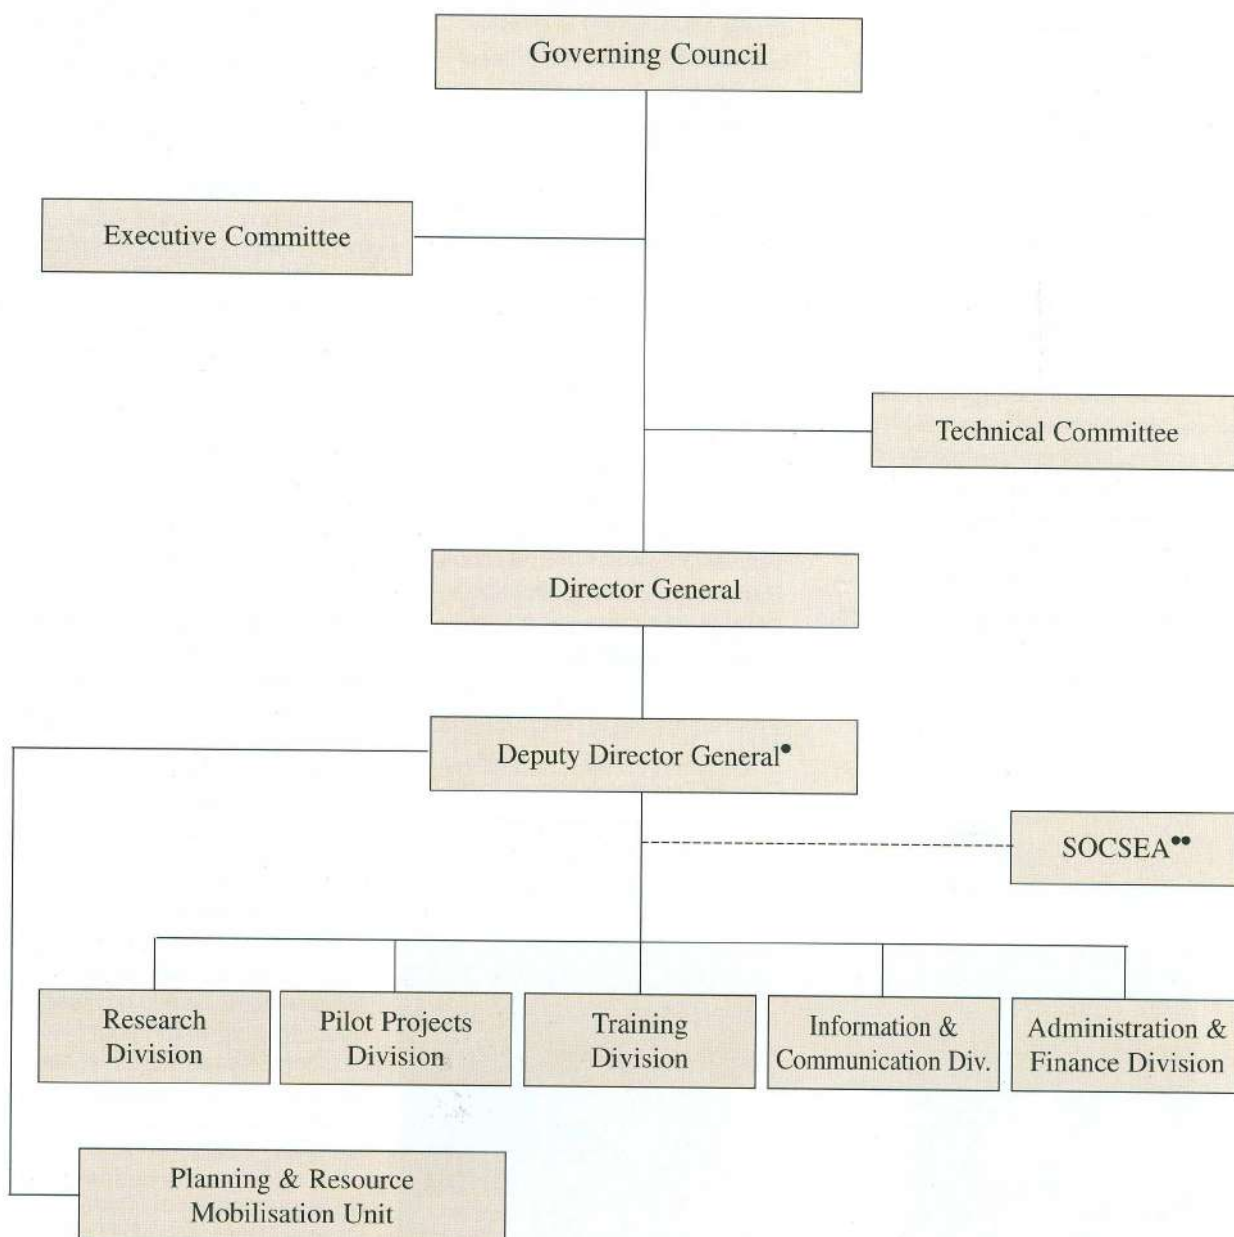 Governing Council
Executive Committee
Technical Committee
Director General
Deputy Director General●
SOCSEA●●
Research
Division
Pilot Projects
Division
Training
Division
Information &
Communication Div.
Administration &
Finance Division
Planning & Resource
Mobilisation Unit